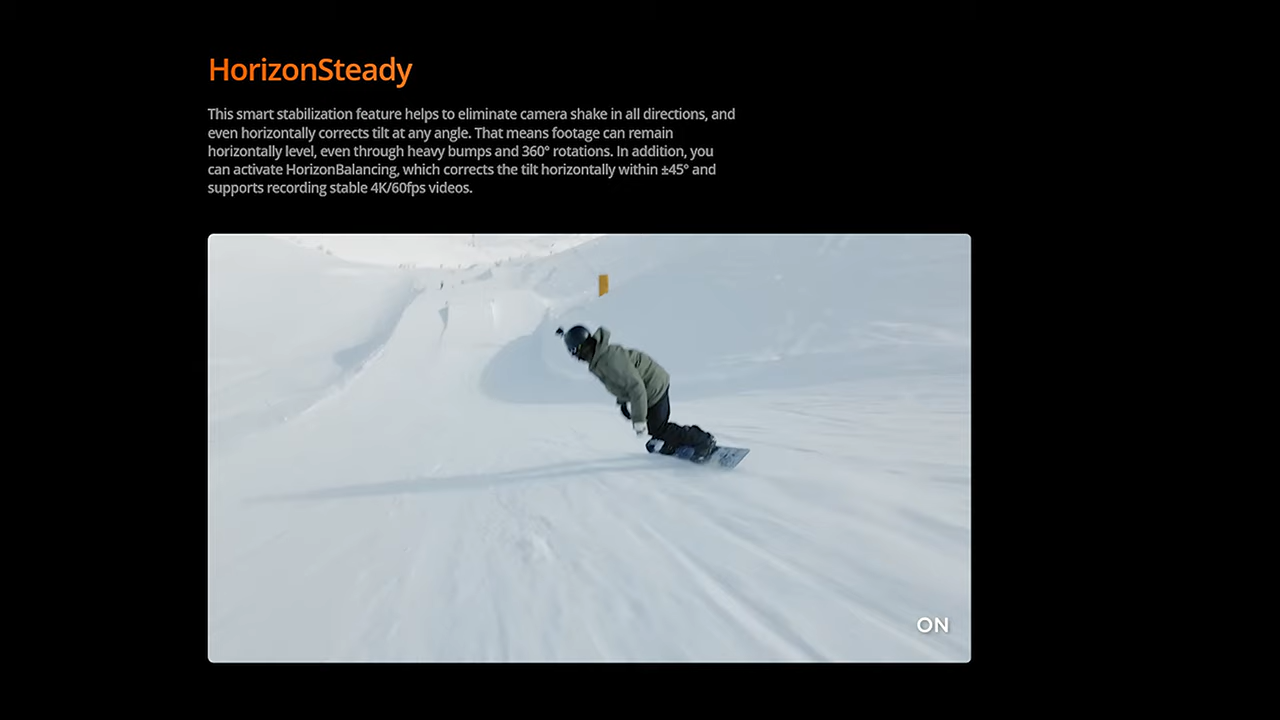 HorizonSteady
This smart stabilization feature helps to eliminate camera shake in all directions, and
even horizontally corrects tilt at any angle. That means footage can remain
horizontally level, even through heavy bumps and 360° rotations. In addition, you
can activate HorizonBalancing, which corrects the tilt horizontally within ±45° and
supports recording stable 4K/60fps videos.
ON